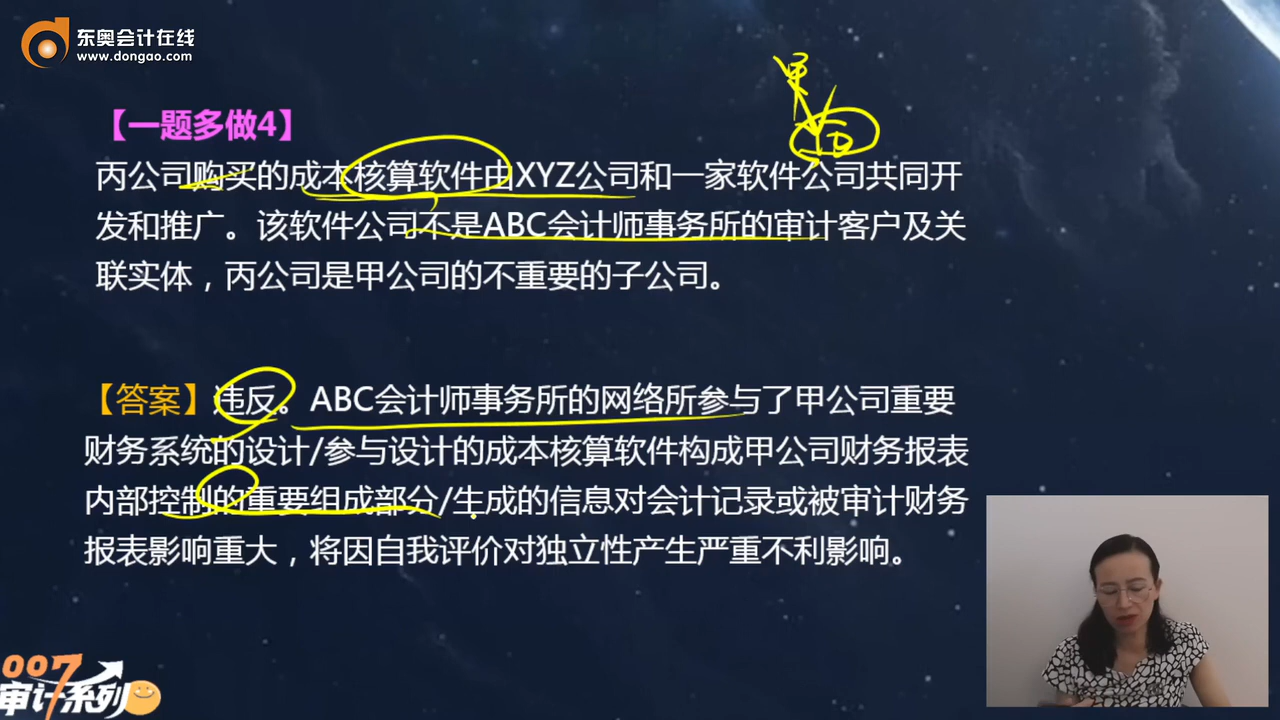 东奥会计在线
www.dongao.com
【一题多做4】
丙公司购买的成本核算软件由XYZ公司和一家软件公司共同开
发和推广。该软件公司不是ABC会计师事务所的审计客户及关
联实体，丙公司是甲公司的不重要的子公司。
【答案】违反。ABC会计师事务所的网络所参与了甲公司重要
财务系统的设计/参与设计的成本核算软件构成甲公司财务报表
内部控制的重要组成部分/生成的信息对会计记录或被审计财务
报表影响重大，将因自我评价对独立性产生严重不利影响。
007
审计系列